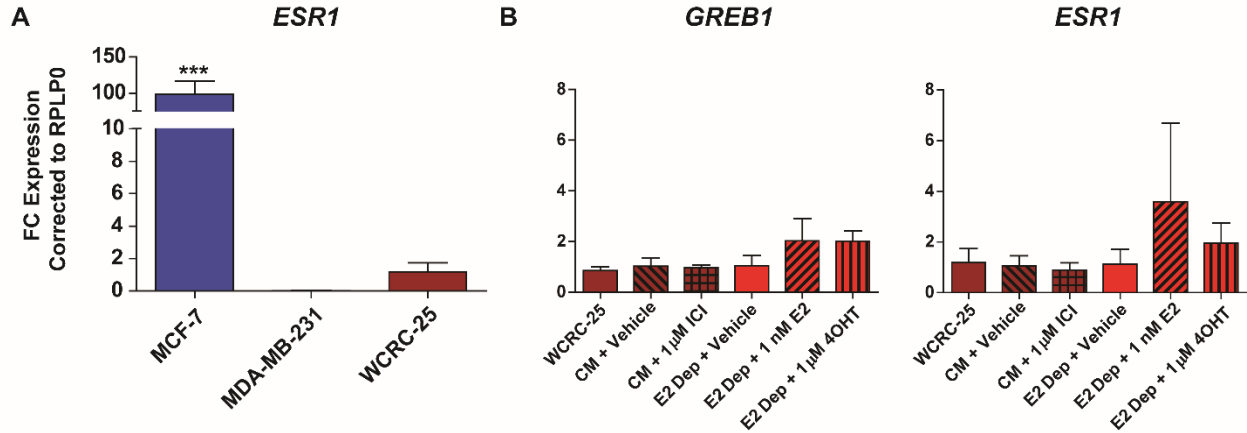 A
ESR1
FC Expression
Corrected to RPLP0
150
100
10
8
6
4
2
0
***
MCF-7
MDA-MB-231
WCRC-25
B
GREB1
8
6
4
2
0
WCRC-25
CM + Vehicle
CM + 1 µM ICI
E2 Dep + Vehicle
E2 Dep + 1 nM E2
E2 Dep + 1 µM 4OHT
ESR1
8
6
4
2
0
WCRC-25
CM + Vehicle
CM + 1 µM ICI
E2 Dep + Vehicle
E2 Dep + 1 nM E2
E2 Dep + 1 µM 4OHT